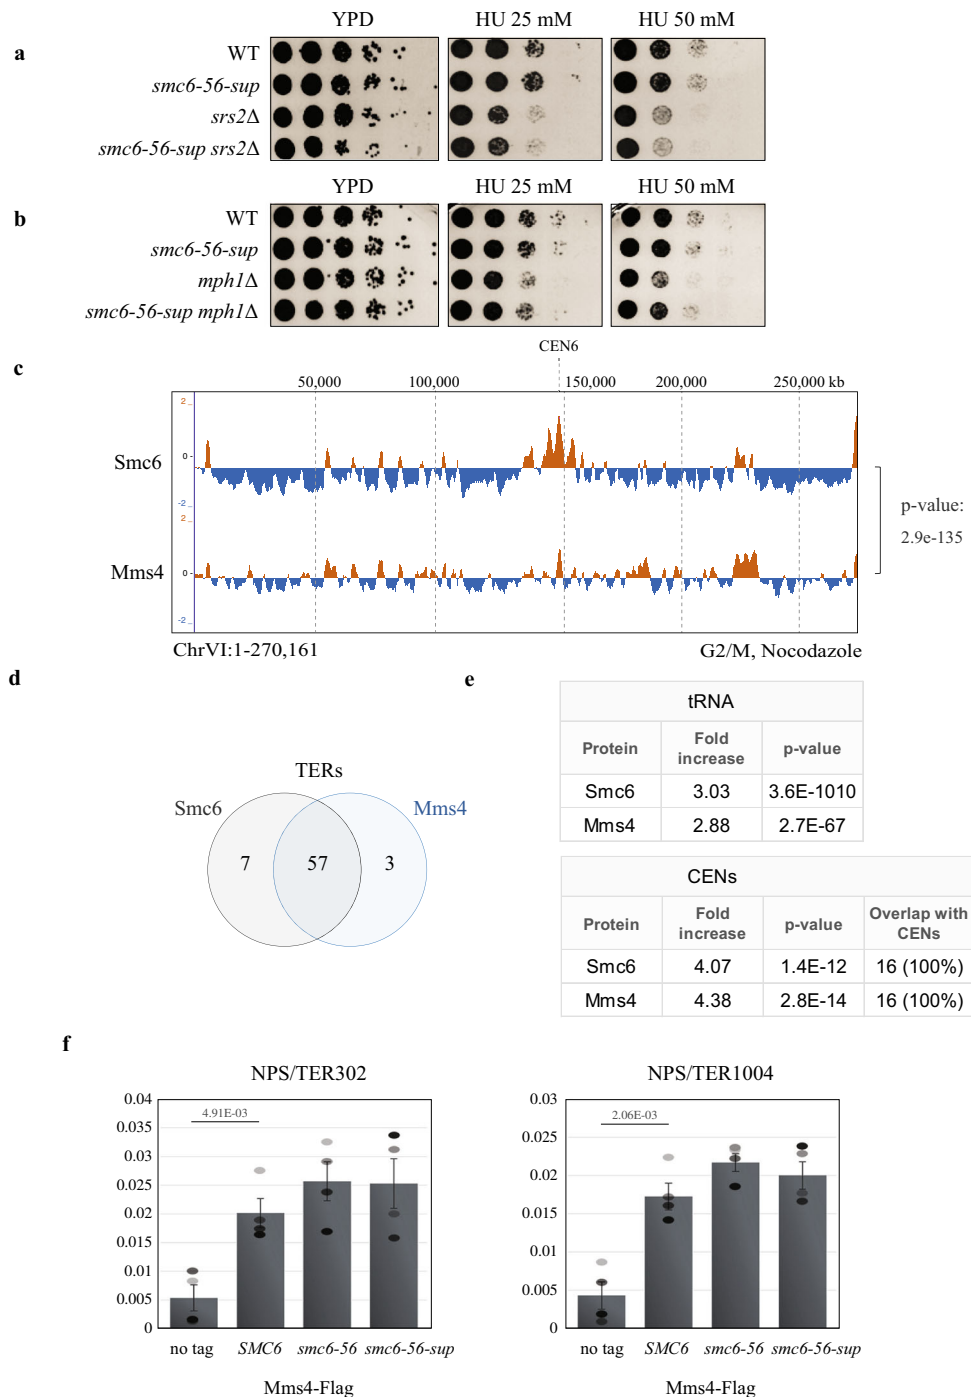 a
YPD
HU 25 mM
HU 50 mM
WT
smc6-56-sup
srs2Δ
smc6-56-sup srs2Δ
b
YPD
HU 25 mM
HU 50 mM
WT
smc6-56-sup
mph1Δ
smc6-56-sup mph1Δ
c
CEN6
50,000 100,000 150,000 200,000 250,000 kb
2
Smc6
0
-2
2
Mms4
0
-2
p-value:
2.9e-135
ChrVI:1-270,161
G2/M, Nocodazole
d
TERs
Smc6
Mms4
7
57
3
e
tRNA
Protein Fold increase p-value
Smc6 3.03 3.6E-1010
Mms4 2.88 2.7E-67
CENs
Protein Fold increase p-value Overlap with CENs
Smc6 4.07 1.4E-12 16 (100%)
Mms4 4.38 2.8E-14 16 (100%)
f
NPS/TER302
0.04
0.035
0.03
0.025
0.02
0.015
0.01
0.005
0
4.91E-03
no tag SMC6 smc6-56 smc6-56-sup
Mms4-Flag
NPS/TER1004
0.03
0.025
0.02
0.015
0.01
0.005
0
2.06E-03
no tag SMC6 smc6-56 smc6-56-sup
Mms4-Flag